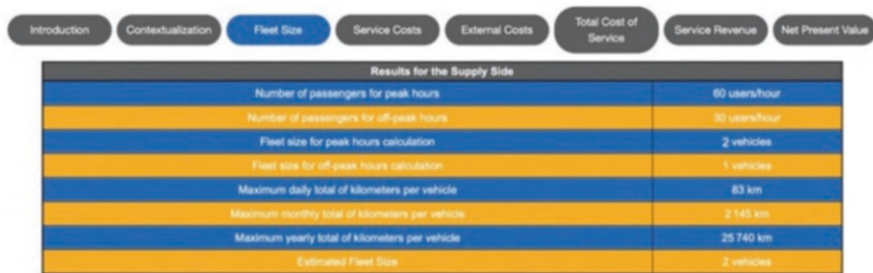 Introduction
Contextualization
Fleet Size
Service Costs
External Costs
Total Cost of
Service
Service Revenue
Net Present Value
Results for the Supply Side
Number of passengers for peak hours 60 users/hour
Number of passengers for off-peak hours 30 users/hour
Fleet size for peak hours calculation 2 vehicles
Fleet size for off-peak hours calculation 1 vehicles
Maximum daily total of kilometers per vehicle 83 km
Maximum monthly total of kilometers per vehicle 2 145 km
Maximum yearly total of kilometers per vehicle 25 740 km
Estimated Fleet Size 2 vehicles